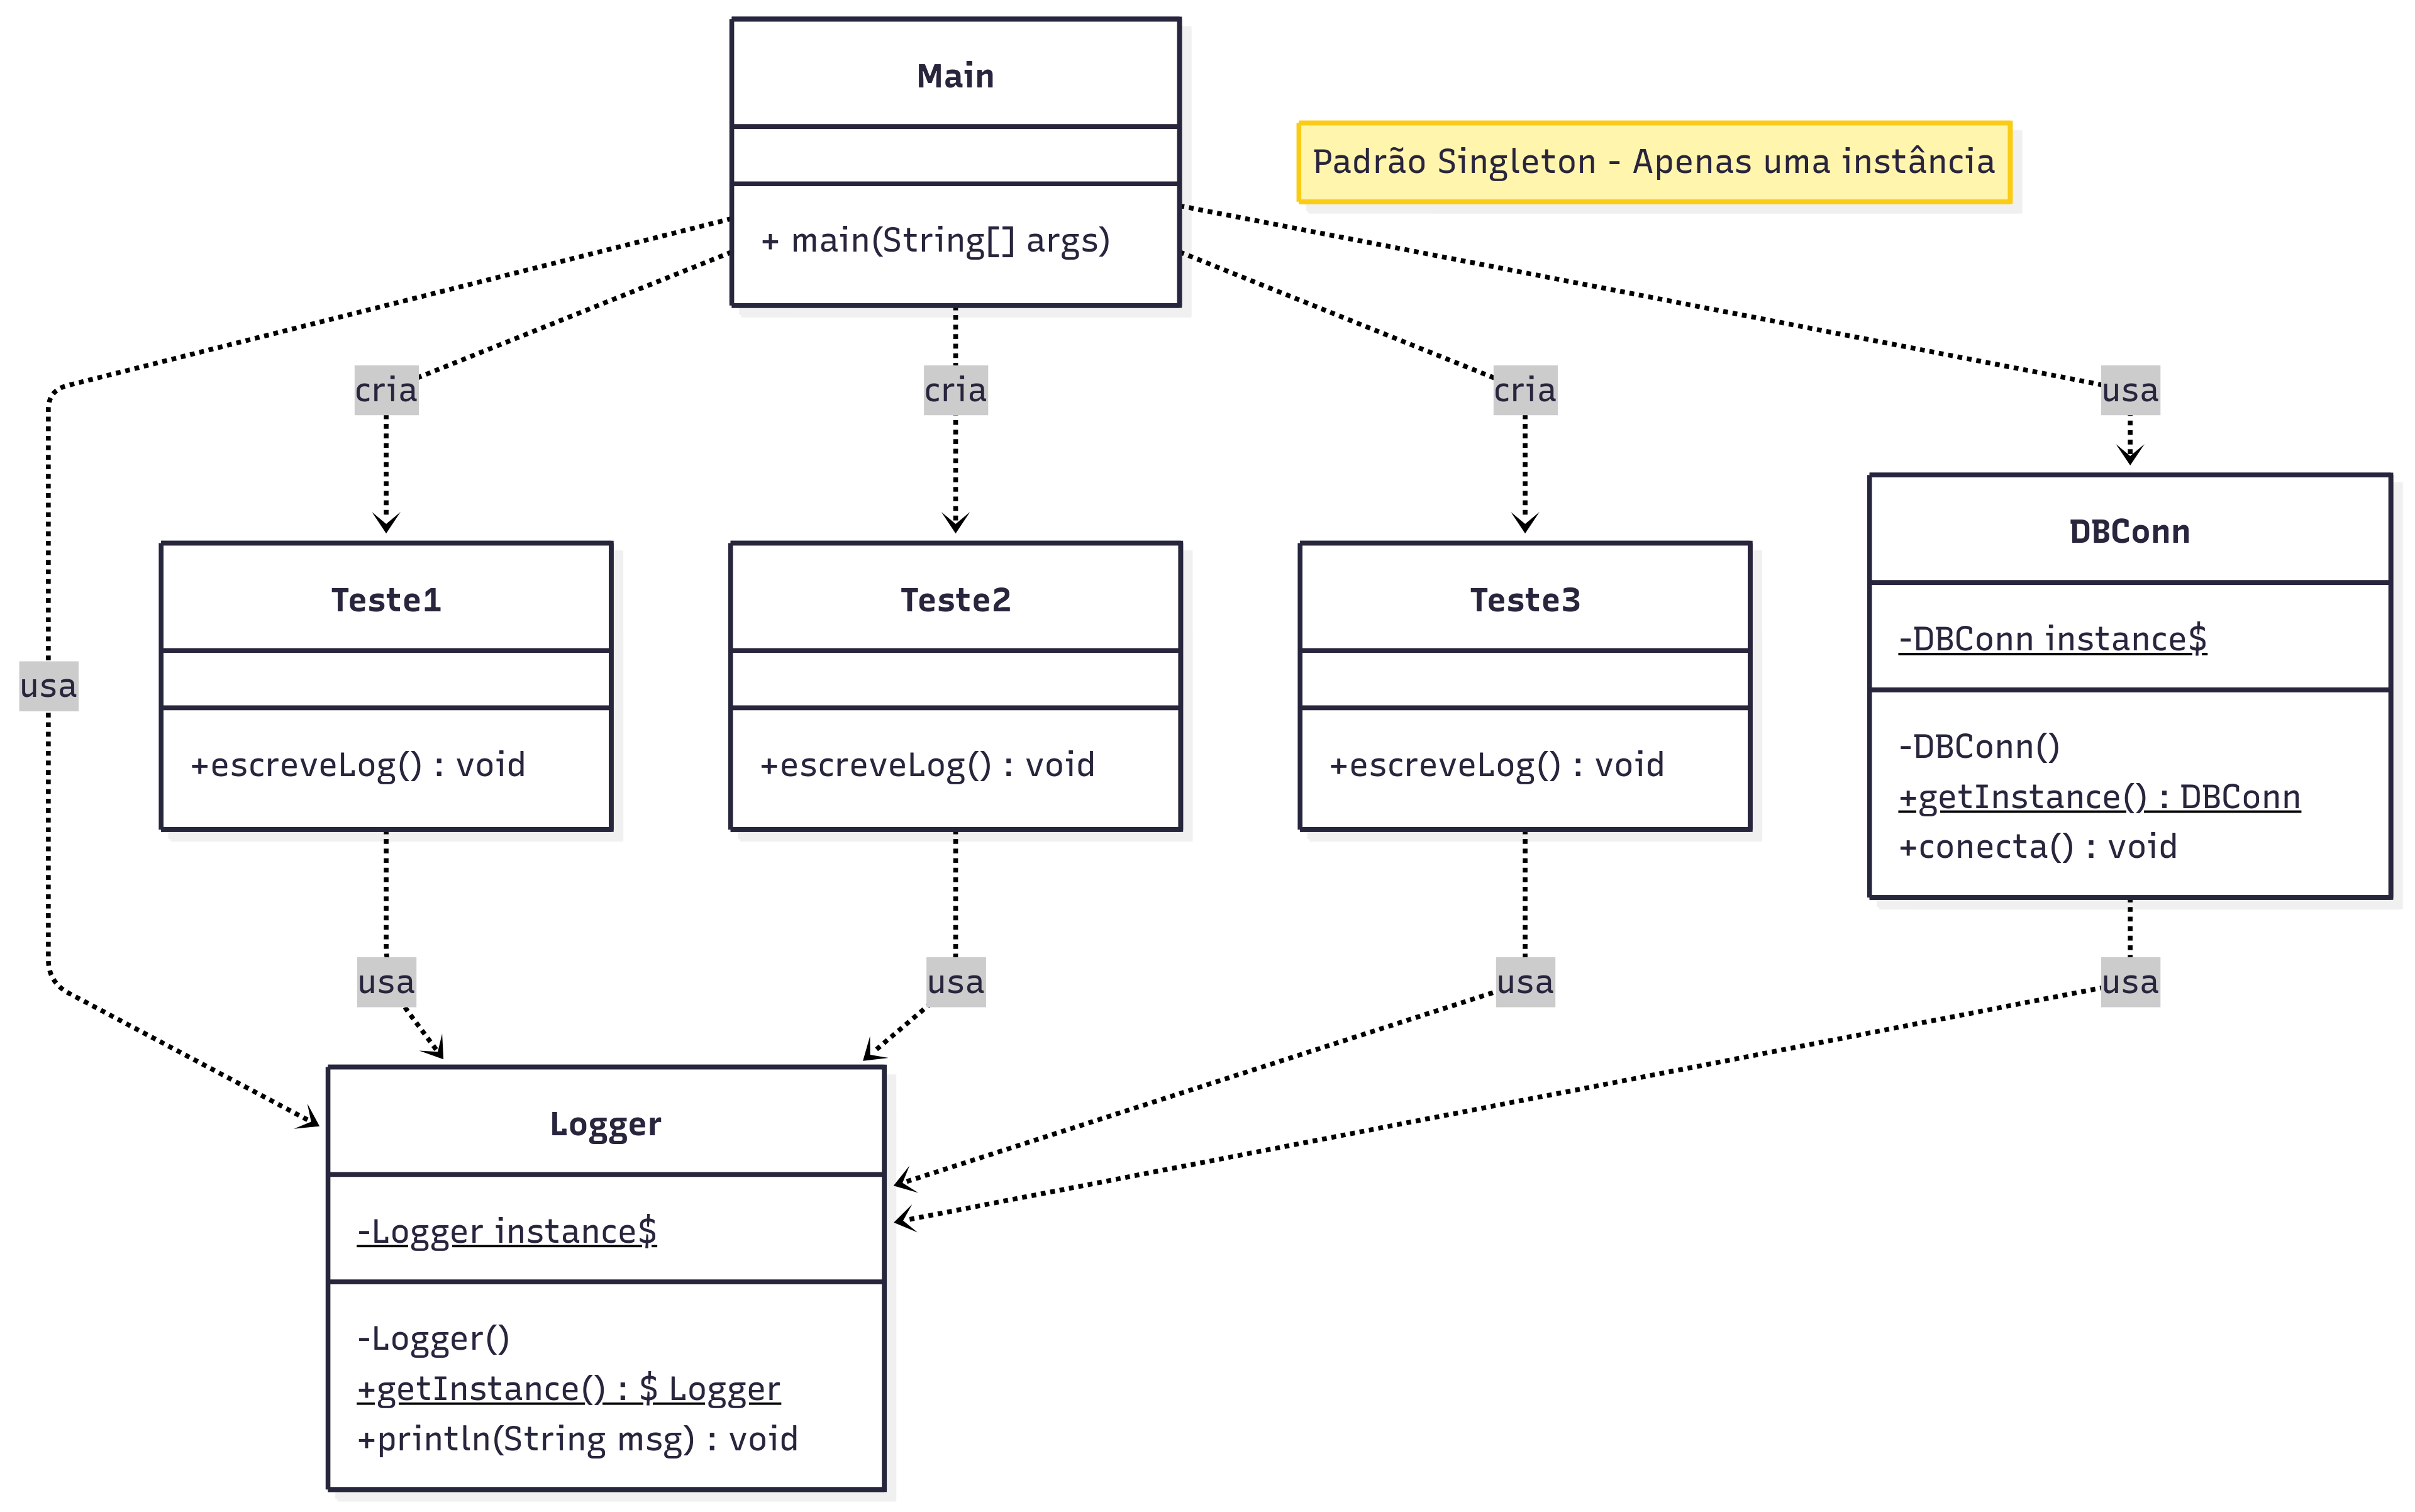 Main
+ main(String[] args)
Padrão Singleton - Apenas uma instância
cria
cria
cria
usa
usa
Teste1
+escreveLog() : void
Teste2
+escreveLog() : void
Teste3
+escreveLog() : void
DBConn
-DBConn instance$
-DBConn()
+getInstance() : DBConn
+conecta() : void
usa
usa
usa
usa
Logger
-Logger instance$
-Logger()
+getInstance() : $ Logger
+println(String msg) : void